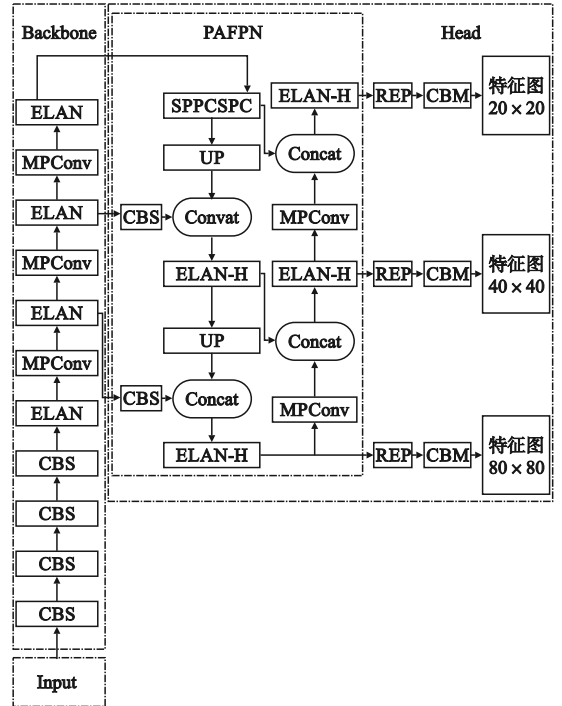 Backbone
PAFPN
Head
ELAN
MPConv
ELAN
MPConv
ELAN
MPConv
ELAN
CBS
CBS
CBS
CBS
Input
SPPCSPC
UP
CBS
Convat
ELAN-H
UP
CBS
Concat
ELAN-H
ELAN-H
Concat
MPConv
ELAN-H
Concat
MPConv
REP
CBM
特征图
20 × 20
REP
CBM
特征图
40 × 40
REP
CBM
特征图
80 × 80